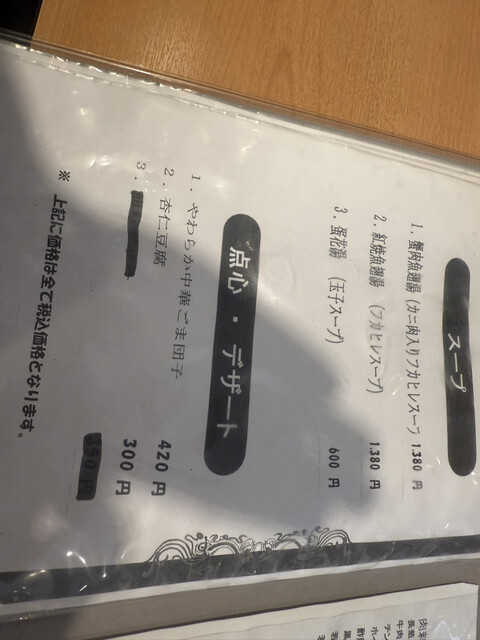 スープ
1. 蟹肉魚翅湯 (カニ肉入りフカヒレスープ 1.380 円
2. 紅焼魚翅湯 (フカヒレスープ) 1.380 円
3. 蛋花湯 (玉子スープ) 600 円
点心・デザート
1. やわらか中華ごま団子 420 円
2. 杏仁豆腐 300 円
3. 350 円
※ 上記に価格は全て税込価格となります。